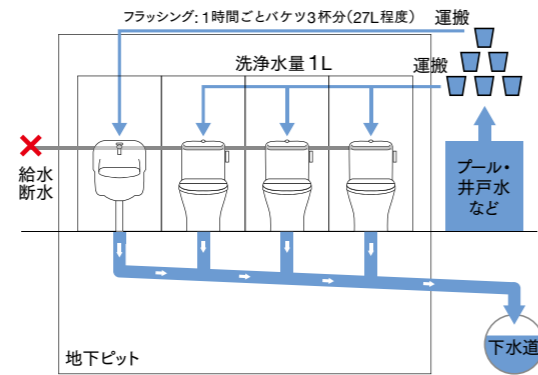 フラッシング：1時間ごとバケツ3杯分（27L程度）
運搬
洗浄水量1L
運搬
給水
断水
プール・
井戸水
など
地下ピット
下水道